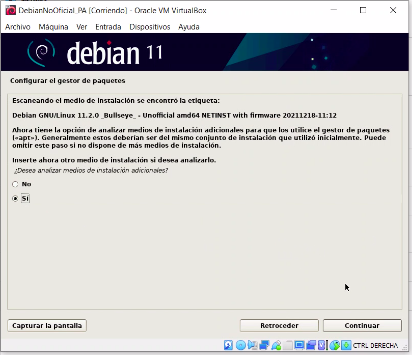 DebianNoOficial_PA [Corriendo] - Oracle VM VirtualBox
Archivo Máquina Ver Entrada Dispositivos Ayuda
debian 11
Configurar el gestor de paquetes
Escaneando el medio de instalación se encontró la etiqueta:
Debian GNU/Linux 11.2.0 _Bullseye_ - Unofficial amd64 NETINST with firmware 20211218-11:12
Ahora tiene la opción de analizar medios de instalación adicionales para que los utilice el gestor de paquetes
(«apt»). Generalmente estos deberían ser del mismo conjunto de instalación que utilizó inicialmente. Puede
omitir este paso si no dispone de más medios de instalación.
Inserte ahora otro medio de instalación si desea analizarlo.
¿Desea analizar medios de instalación adicionales?
No
Sí
Capturar la pantalla Retroceder Continuar
CTRL DERECHA